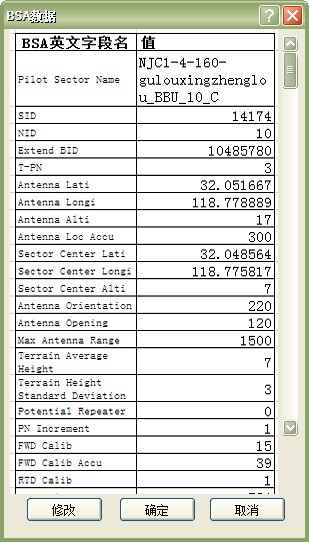 BSA数据
BSA英文字段名 值
Pilot Sector Name NJC1-4-160-
gulouxingzhenglo
u_BBU_10_C
SID 14174
NID 10
Extend BID 10485780
T-PN 3
Antenna Lati 32.051667
Antenna Longi 118.778889
Antenna Alti 17
Antenna Loc Accu 300
Sector Center Lati 32.048564
Sector Center Longi 118.775817
Sector Center Alti 7
Antenna Orientation 220
Antenna Opening 120
Max Antenna Range 1500
Terrain Average
Height 7
Terrain Height
Standard Deviation 3
Potential Repeater 0
PN Increment 1
FWD Calib 15
FWD Calib Accu 39
RTD Calib 1
修改 确定 取消